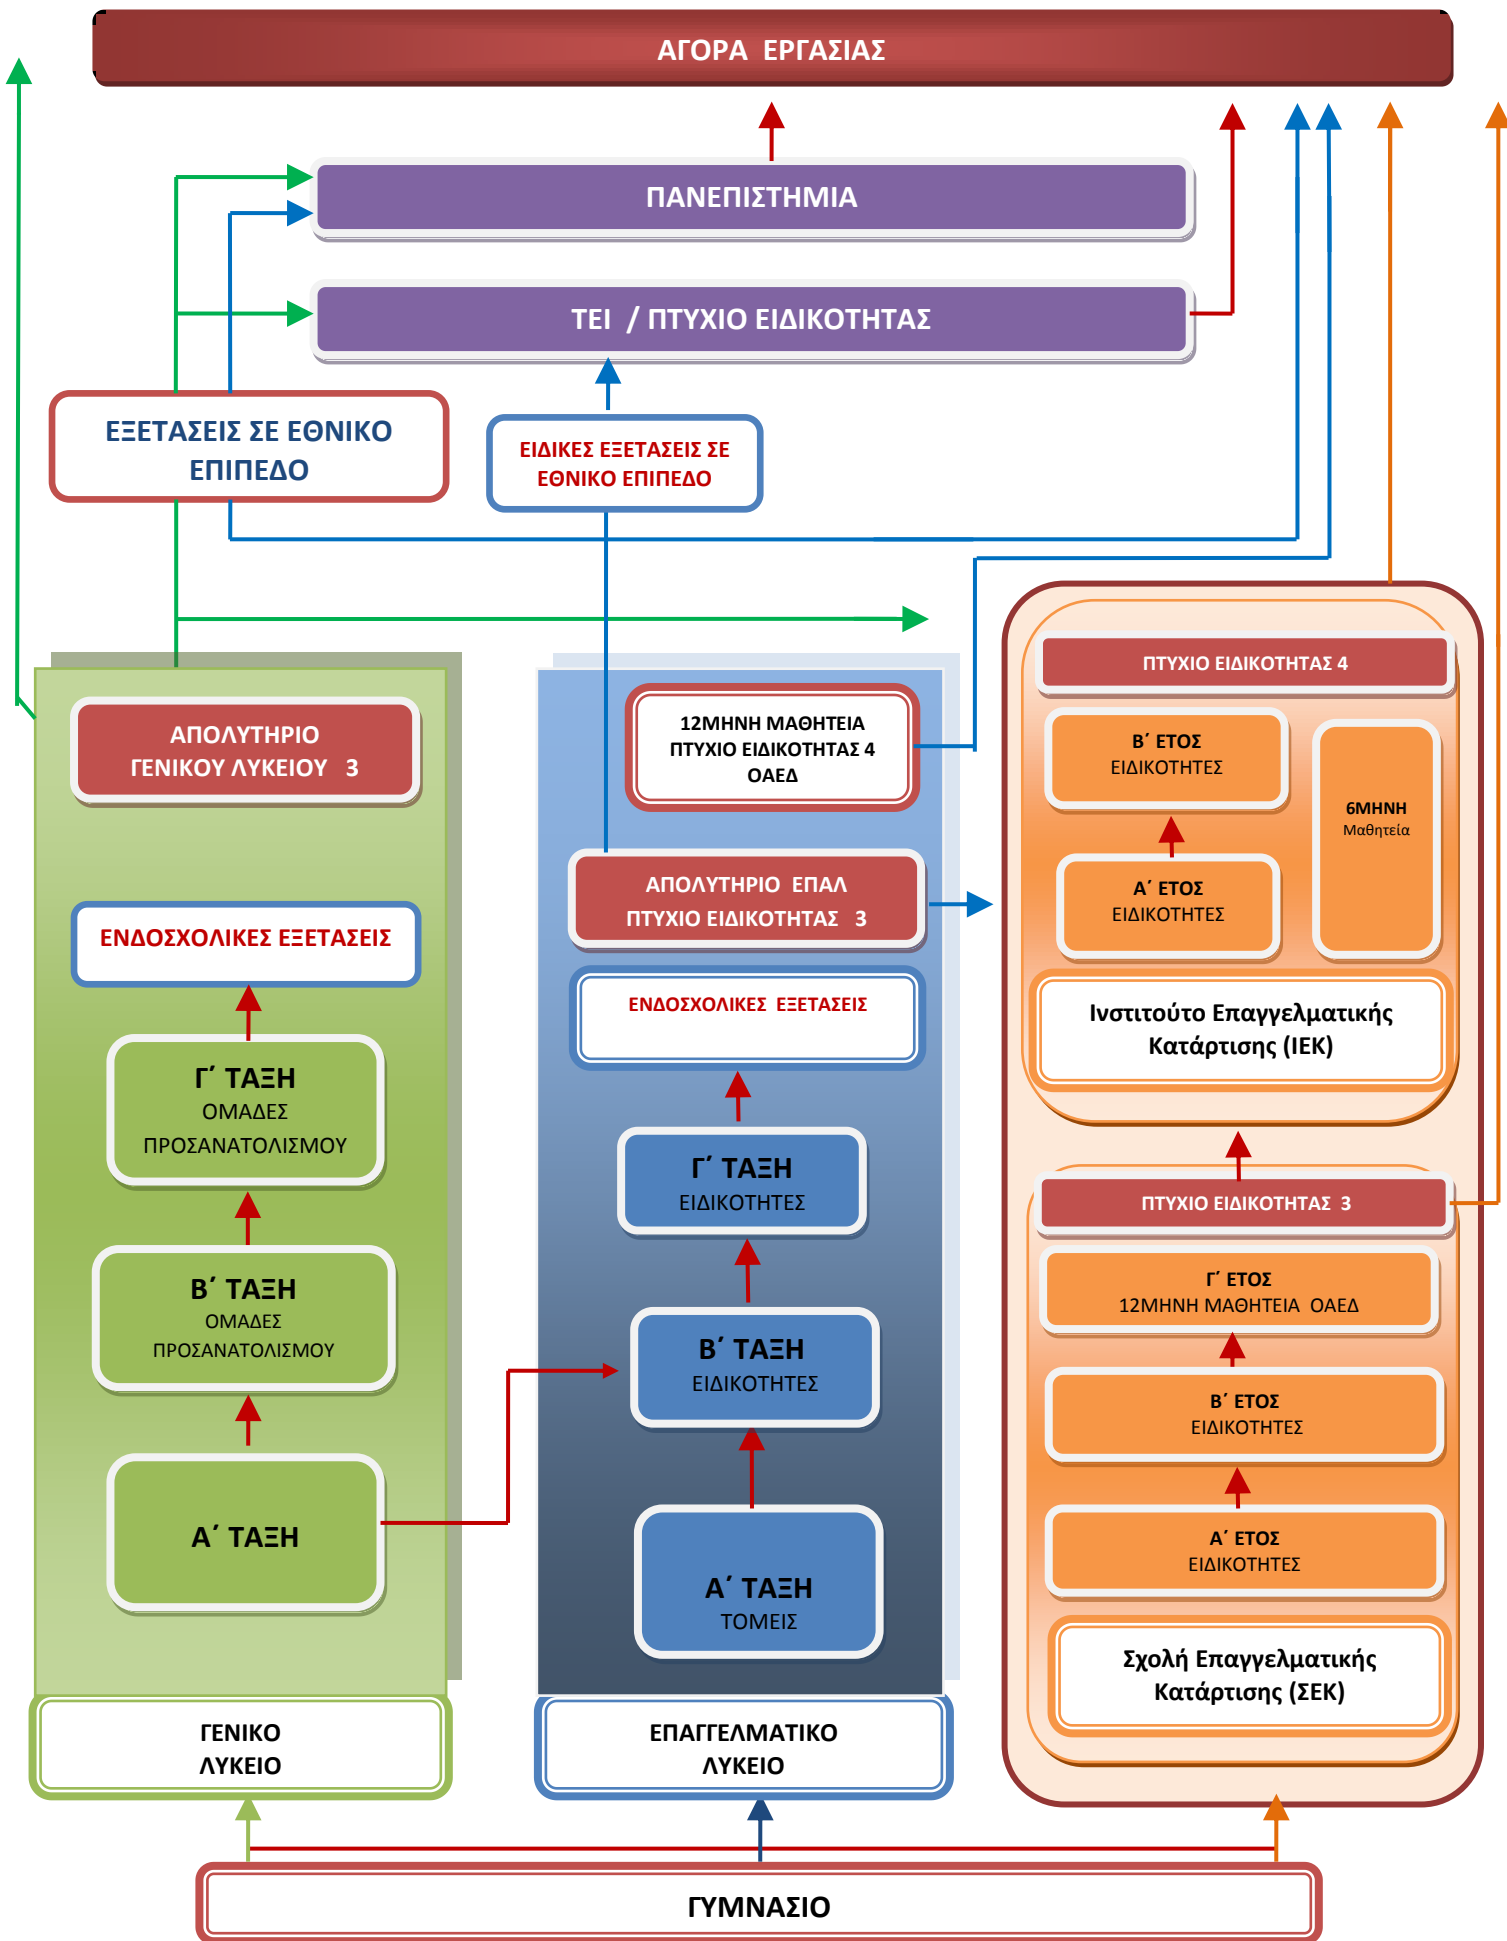 ΑΓΟΡΑ ΕΡΓΑΣΙΑΣ
ΠΑΝΕΠΙΣΤΗΜΙΑ
ΤΕΙ / ΠΤΥΧΙΟ ΕΙΔΙΚΟΤΗΤΑΣ
ΕΞΕΤΑΣΕΙΣ ΣΕ ΕΘΝΙΚΟ
ΕΠΙΠΕΔΟ
ΕΙΔΙΚΕΣ ΕΞΕΤΑΣΕΙΣ ΣΕ
ΕΘΝΙΚΟ ΕΠΙΠΕΔΟ
ΑΠΟΛΥΤΗΡΙΟ
ΓΕΝΙΚΟΥ ΛΥΚΕΙΟΥ 3
ΕΝΔΟΣΧΟΛΙΚΕΣ ΕΞΕΤΑΣΕΙΣ
Γ΄ ΤΑΞΗ
ΟΜΑΔΕΣ
ΠΡΟΣΑΝΑΤΟΛΙΣΜΟΥ
Β΄ ΤΑΞΗ
ΟΜΑΔΕΣ
ΠΡΟΣΑΝΑΤΟΛΙΣΜΟΥ
Α΄ ΤΑΞΗ
ΓΕΝΙΚΟ
ΛΥΚΕΙΟ
12ΜΗΝΗ ΜΑΘΗΤΕΙΑ
ΠΤΥΧΙΟ ΕΙΔΙΚΟΤΗΤΑΣ 4
ΟΑΕΔ
ΑΠΟΛΥΤΗΡΙΟ ΕΠΑΛ
ΠΤΥΧΙΟ ΕΙΔΙΚΟΤΗΤΑΣ 3
ΕΝΔΟΣΧΟΛΙΚΕΣ ΕΞΕΤΑΣΕΙΣ
Γ΄ ΤΑΞΗ
ΕΙΔΙΚΟΤΗΤΕΣ
Β΄ ΤΑΞΗ
ΕΙΔΙΚΟΤΗΤΕΣ
Α΄ ΤΑΞΗ
ΤΟΜΕΙΣ
ΕΠΑΓΓΕΛΜΑΤΙΚΟ
ΛΥΚΕΙΟ
ΠΤΥΧΙΟ ΕΙΔΙΚΟΤΗΤΑΣ 4
Β΄ ΕΤΟΣ
ΕΙΔΙΚΟΤΗΤΕΣ
6ΜΗΝΗ
Μαθητεία
Α΄ ΕΤΟΣ
ΕΙΔΙΚΟΤΗΤΕΣ
Ινστιτούτο Επαγγελματικής
Κατάρτισης (ΙΕΚ)
ΠΤΥΧΙΟ ΕΙΔΙΚΟΤΗΤΑΣ 3
Γ΄ ΕΤΟΣ
12ΜΗΝΗ ΜΑΘΗΤΕΙΑ ΟΑΕΔ
Β΄ ΕΤΟΣ
ΕΙΔΙΚΟΤΗΤΕΣ
Α΄ ΕΤΟΣ
ΕΙΔΙΚΟΤΗΤΕΣ
Σχολή Επαγγελματικής
Κατάρτισης (ΣΕΚ)
ΓΥΜΝΑΣΙΟ